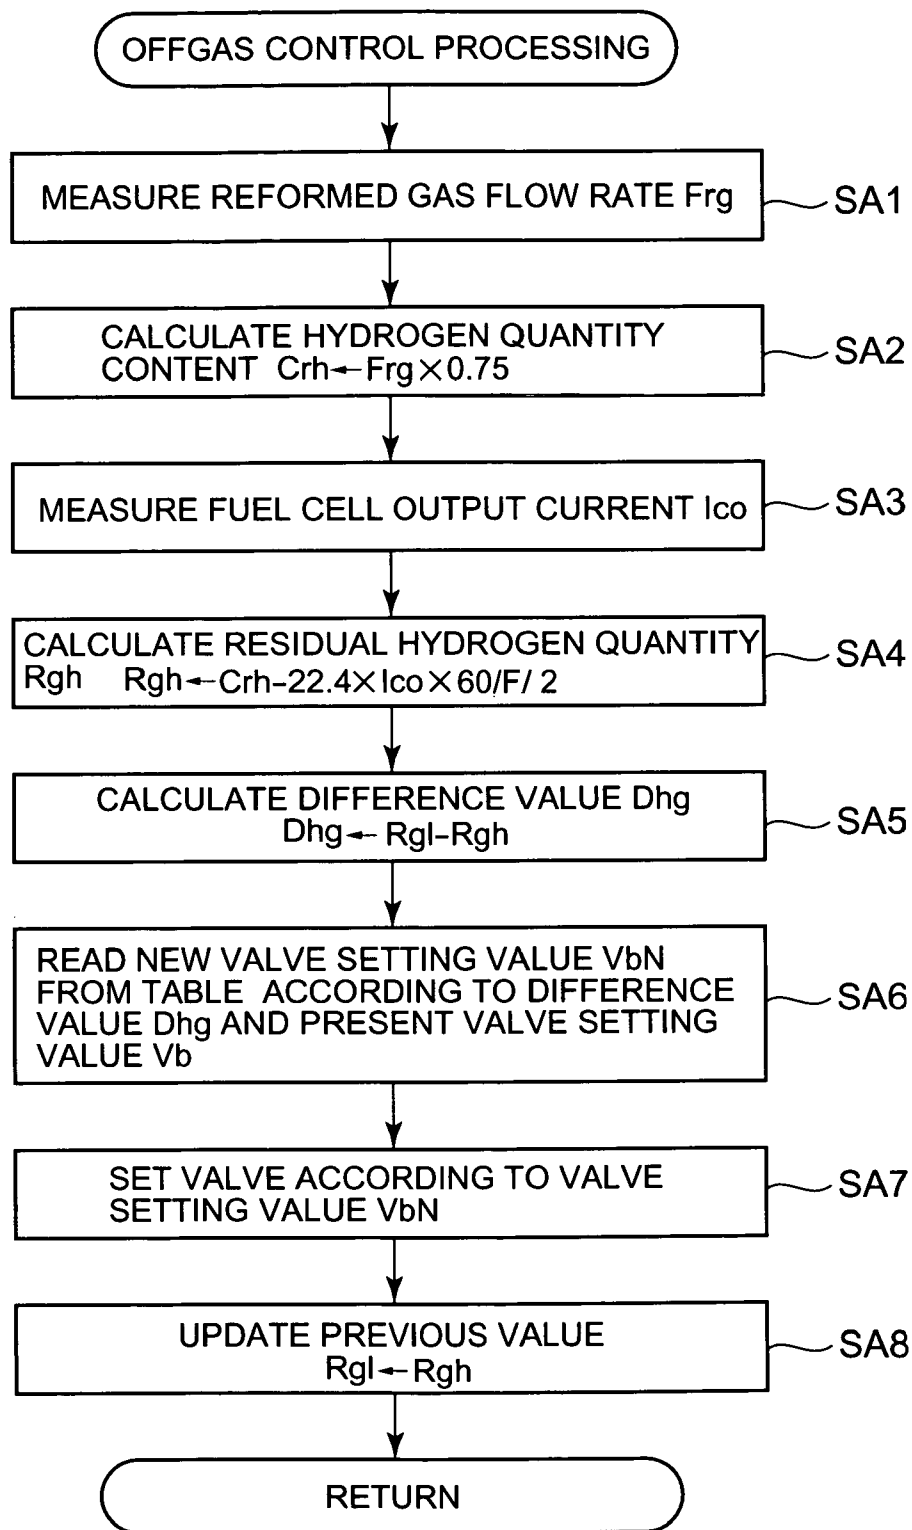 OFFGAS CONTROL PROCESSING
MEASURE REFORMED GAS FLOW RATE Frg
SA1
CALCULATE HYDROGEN QUANTITY
CONTENT Crh←Frg×0.75
SA2
MEASURE FUEL CELL OUTPUT CURRENT Ico
SA3
CALCULATE RESIDUAL HYDROGEN QUANTITY
Rgh Rgh←Crh-22.4×Ico×60/F/2
SA4
CALCULATE DIFFERENCE VALUE Dhg
Dhg← Rgl-Rgh
SA5
READ NEW VALVE SETTING VALUE VbN
FROM TABLE ACCORDING TO DIFFERENCE
VALUE Dhg AND PRESENT VALVE SETTING
VALUE Vb
SA6
SET VALVE ACCORDING TO VALVE
SETTING VALUE VbN
SA7
UPDATE PREVIOUS VALUE
Rgl←Rgh
SA8
RETURN